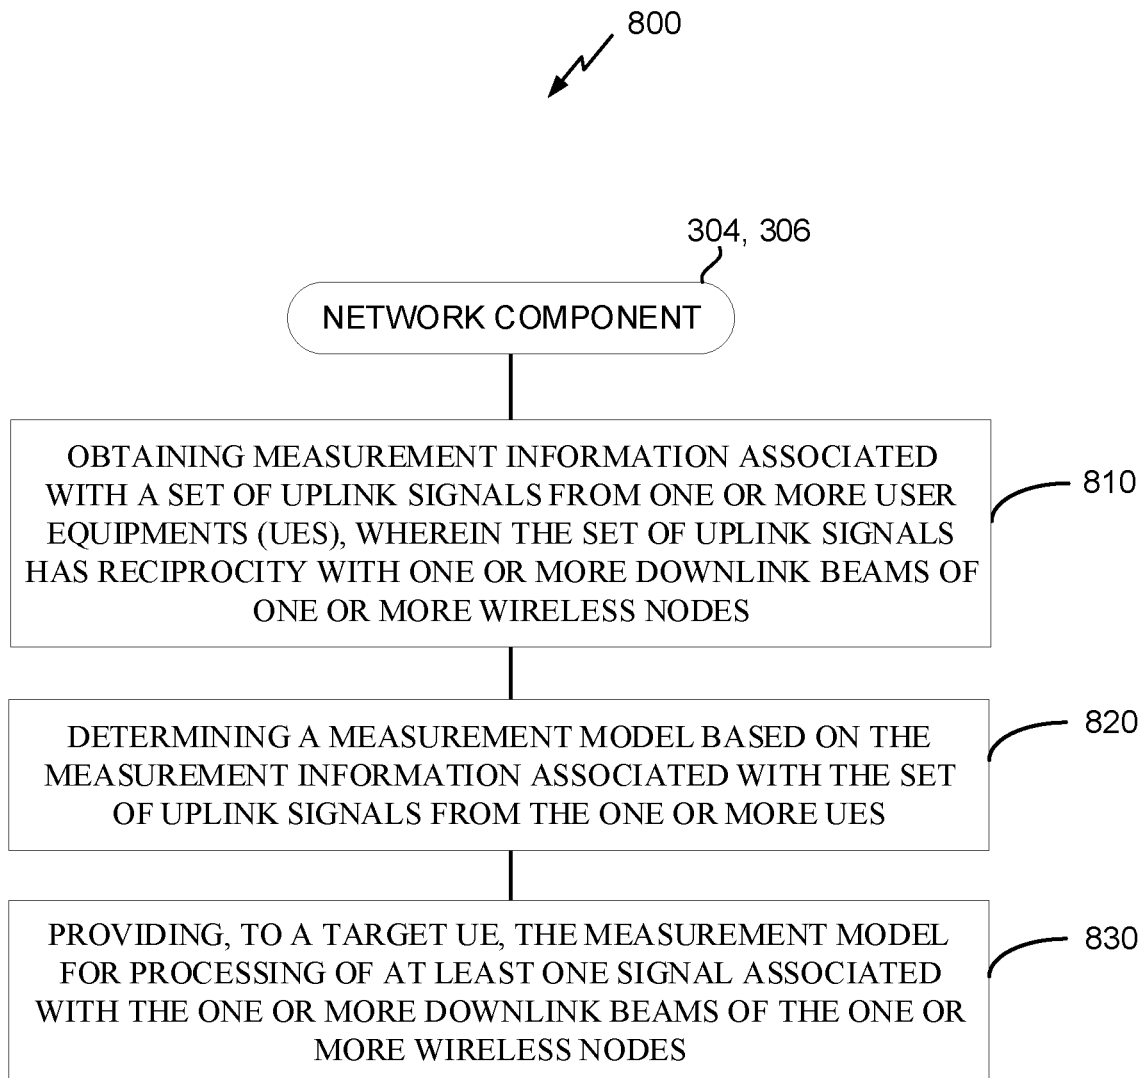 800
304, 306
NETWORK COMPONENT
OBTAINING MEASUREMENT INFORMATION ASSOCIATED
WITH A SET OF UPLINK SIGNALS FROM ONE OR MORE USER
EQUIPMENTS (UES), WHEREIN THE SET OF UPLINK SIGNALS
HAS RECIPROCITY WITH ONE OR MORE DOWNLINK BEAMS OF
ONE OR MORE WIRELESS NODES
810
DETERMINING A MEASUREMENT MODEL BASED ON THE
MEASUREMENT INFORMATION ASSOCIATED WITH THE SET
OF UPLINK SIGNALS FROM THE ONE OR MORE UES
820
PROVIDING, TO A TARGET UE, THE MEASUREMENT MODEL
FOR PROCESSING OF AT LEAST ONE SIGNAL ASSOCIATED
WITH THE ONE OR MORE DOWNLINK BEAMS OF THE ONE OR
MORE WIRELESS NODES
830